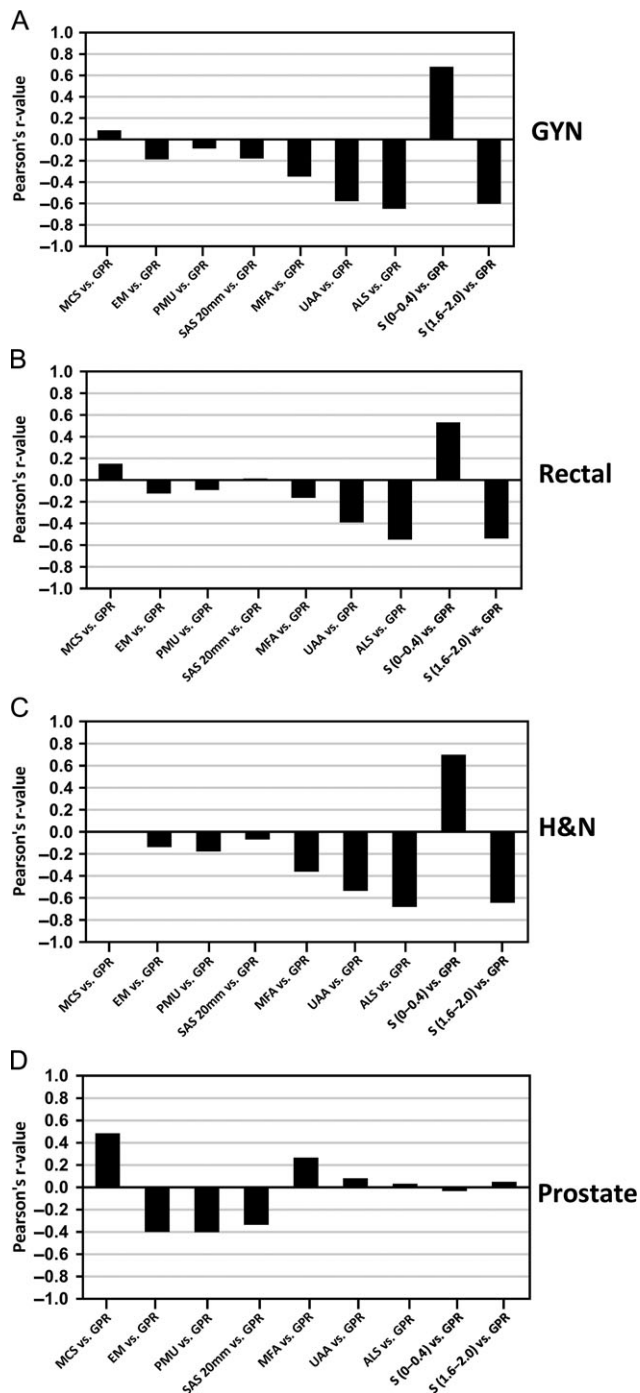 A
Pearson's r-value
1.0
0.8
0.6
0.4
0.2
0.0
−0.2
−0.4
−0.6
−0.8
−1.0
GYN
MCS vs. GPR
EM vs. GPR
PMU vs. GPR
SAS 20mm vs. GPR
MFA vs. GPR
UAA vs. GPR
ALS vs. GPR
S (0–0.4) vs. GPR
S (1.6–2.0) vs. GPR
B
Pearson's r-value
1.0
0.8
0.6
0.4
0.2
0.0
−0.2
−0.4
−0.6
−0.8
−1.0
Rectal
MCS vs. GPR
EM vs. GPR
PMU vs. GPR
SAS 20mm vs. GPR
MFA vs. GPR
UAA vs. GPR
ALS vs. GPR
S (0–0.4) vs. GPR
S (1.6–2.0) vs. GPR
C
Pearson's r-value
1.0
0.8
0.6
0.4
0.2
0.0
−0.2
−0.4
−0.6
−0.8
−1.0
H&N
MCS vs. GPR
EM vs. GPR
PMU vs. GPR
SAS 20mm vs. GPR
MFA vs. GPR
UAA vs. GPR
ALS vs. GPR
S (0–0.4) vs. GPR
S (1.6–2.0) vs. GPR
D
Pearson's r-value
1.0
0.8
0.6
0.4
0.2
0.0
−0.2
−0.4
−0.6
−0.8
−1.0
Prostate
MCS vs. GPR
EM vs. GPR
PMU vs. GPR
SAS 20mm vs. GPR
MFA vs. GPR
UAA vs. GPR
ALS vs. GPR
S (0–0.4) vs. GPR
S (1.6–2.0) vs. GPR